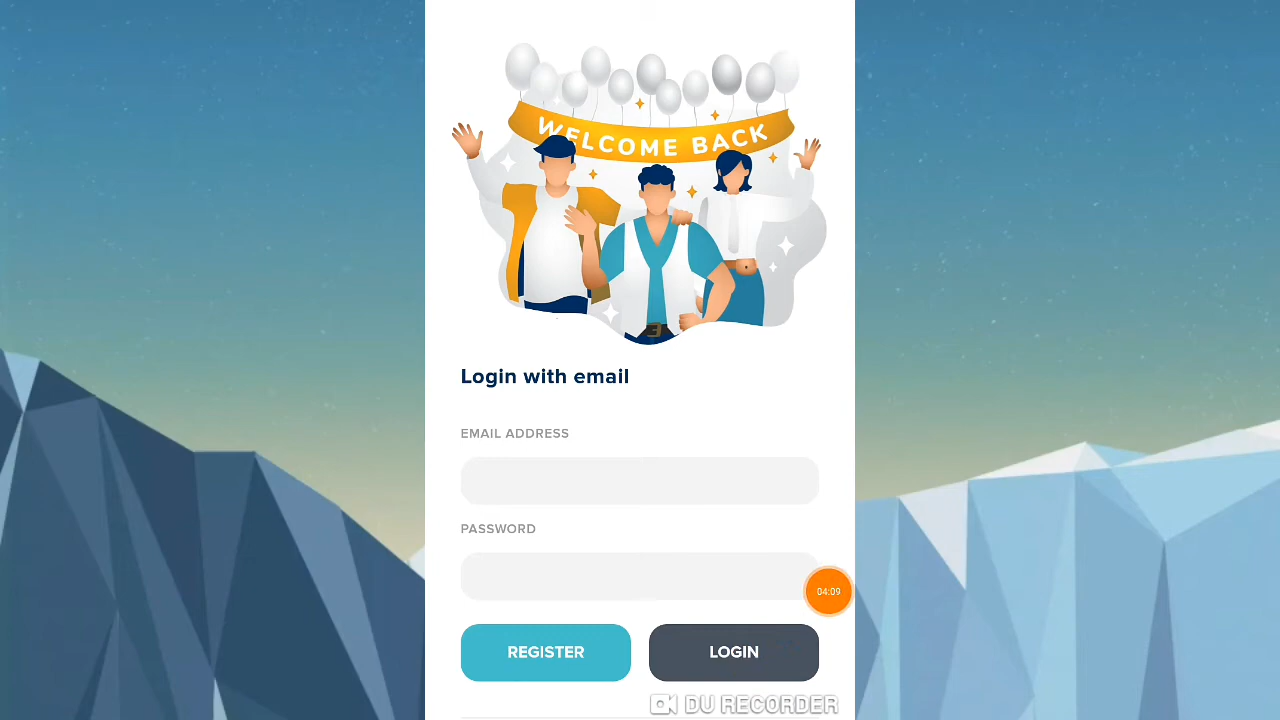 WELCOME BACK
Login with email
EMAIL ADDRESS
PASSWORD
04:09
REGISTER
LOGIN
DU RECORDER